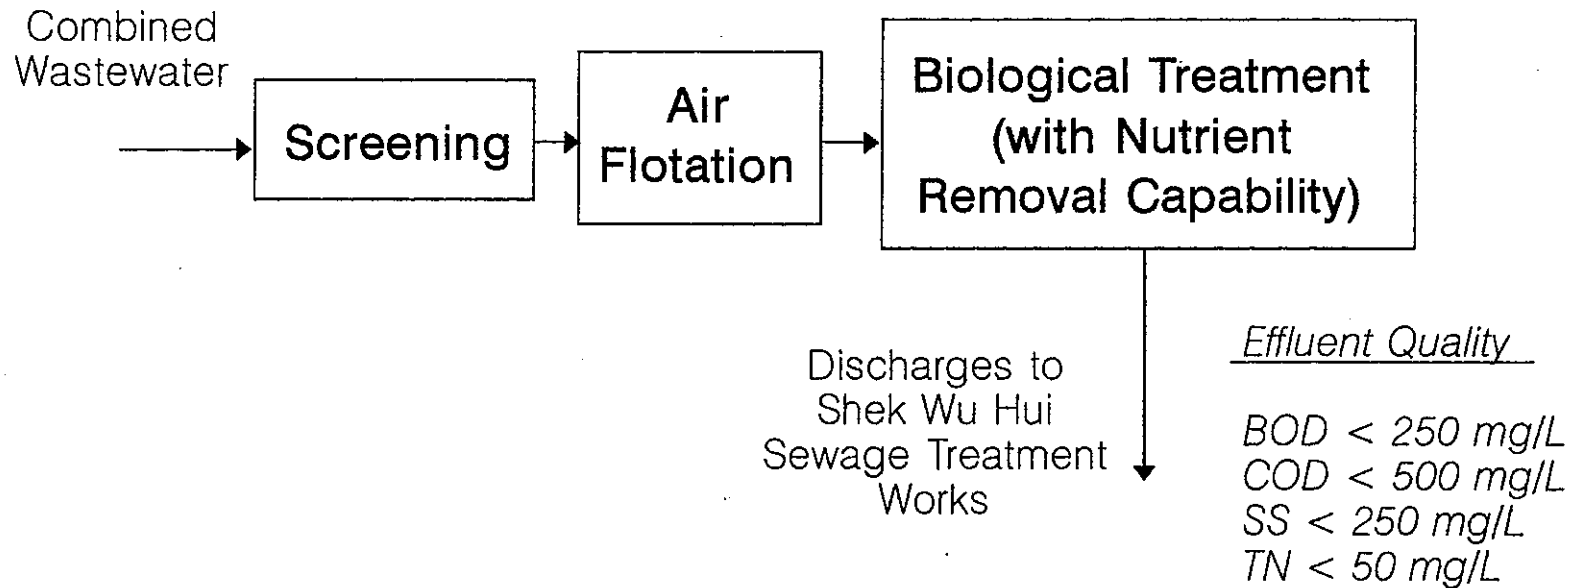 Combined
Wastewater
Screening
Air
Flotation
Biological Treatment
(with Nutrient
Removal Capability)
Discharges to
Shek Wu Hui
Sewage Treatment
Works
Effluent Quality
BOD < 250 mg/L
COD < 500 mg/L
SS < 250 mg/L
TN < 50 mg/L